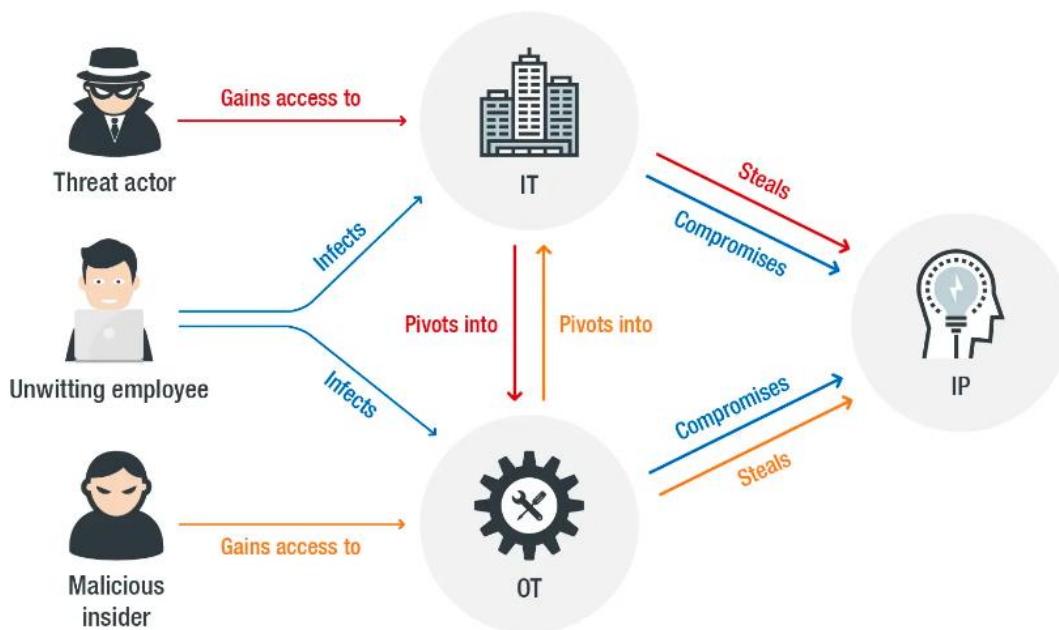 Gains access to
Threat actor
IT
Steals
Compromises
Infects
Unwitting employee
Pivots into
Pivots into
IP
Infects
Compromises
Steals
Gains access to
Malicious
insider
OT